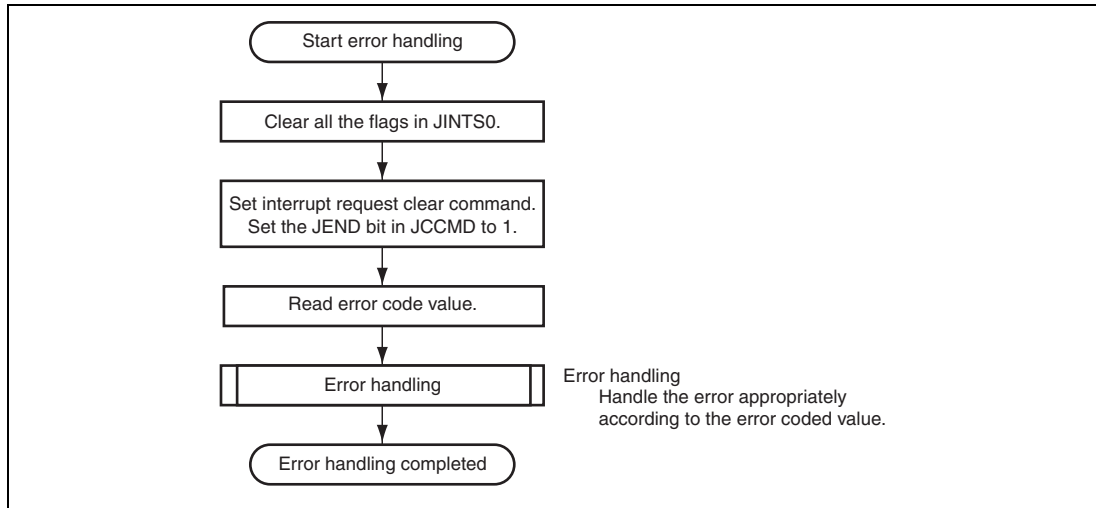 Start error handling
Clear all the flags in JINTS0.
Set interrupt request clear command.
Set the JEND bit in JCCMD to 1.
Read error code value.
Error handling
Error handling
Handle the error appropriately
according to the error coded value.
Error handling completed